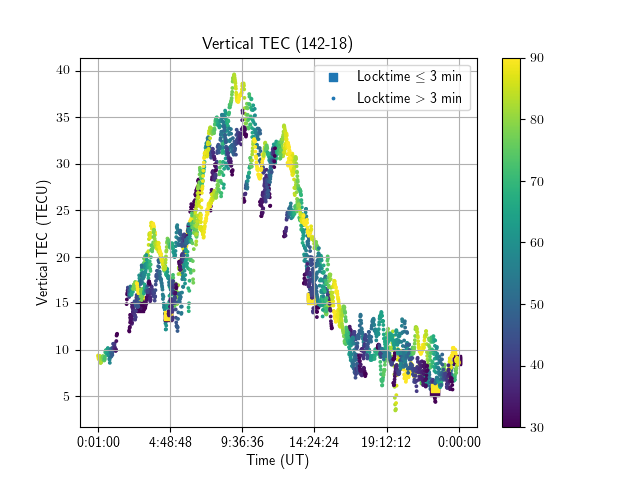 Vertical TEC (142-18)
Locktime ≤ 3 min
Locktime > 3 min
Vertical TEC (TECU)
40
35
30
25
20
15
10
5
0:01:00 4:48:48 9:36:36 14:24:24 19:12:12 0:00:00
Time (UT)
90
80
70
60
50
40
30